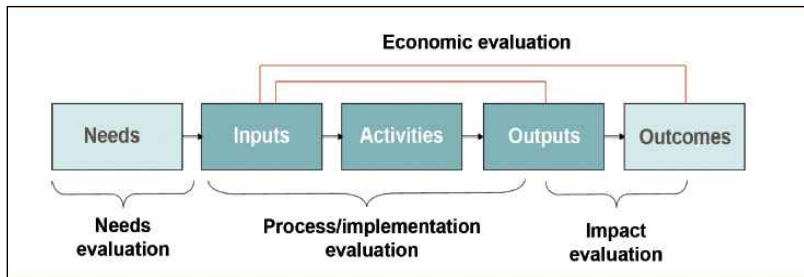 Economic evaluation
Needs
Inputs
Activities
Outputs
Outcomes
Needs
evaluation
Process/implementation
evaluation
Impact
evaluation